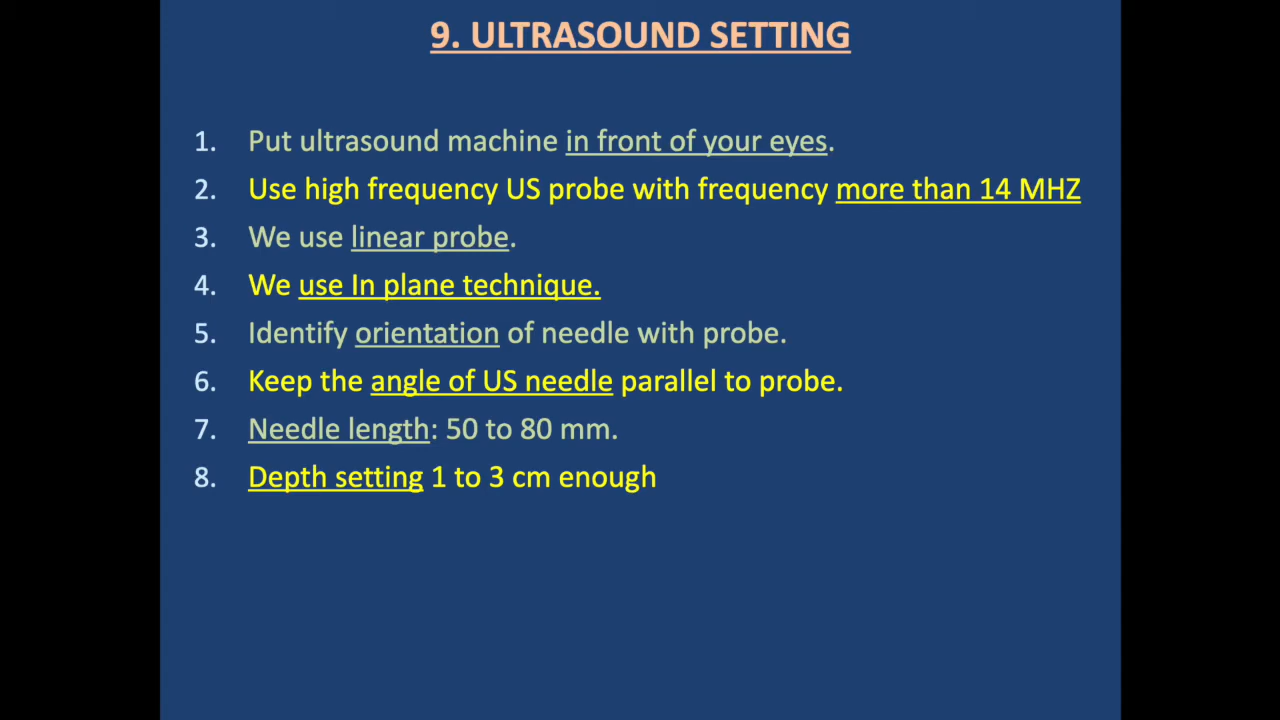 9. ULTRASOUND SETTING
1. Put ultrasound machine in front of your eyes.
2. Use high frequency US probe with frequency more than 14 MHZ
3. We use linear probe.
4. We use In plane technique.
5. Identify orientation of needle with probe.
6. Keep the angle of US needle parallel to probe.
7. Needle length: 50 to 80 mm.
8. Depth setting 1 to 3 cm enough